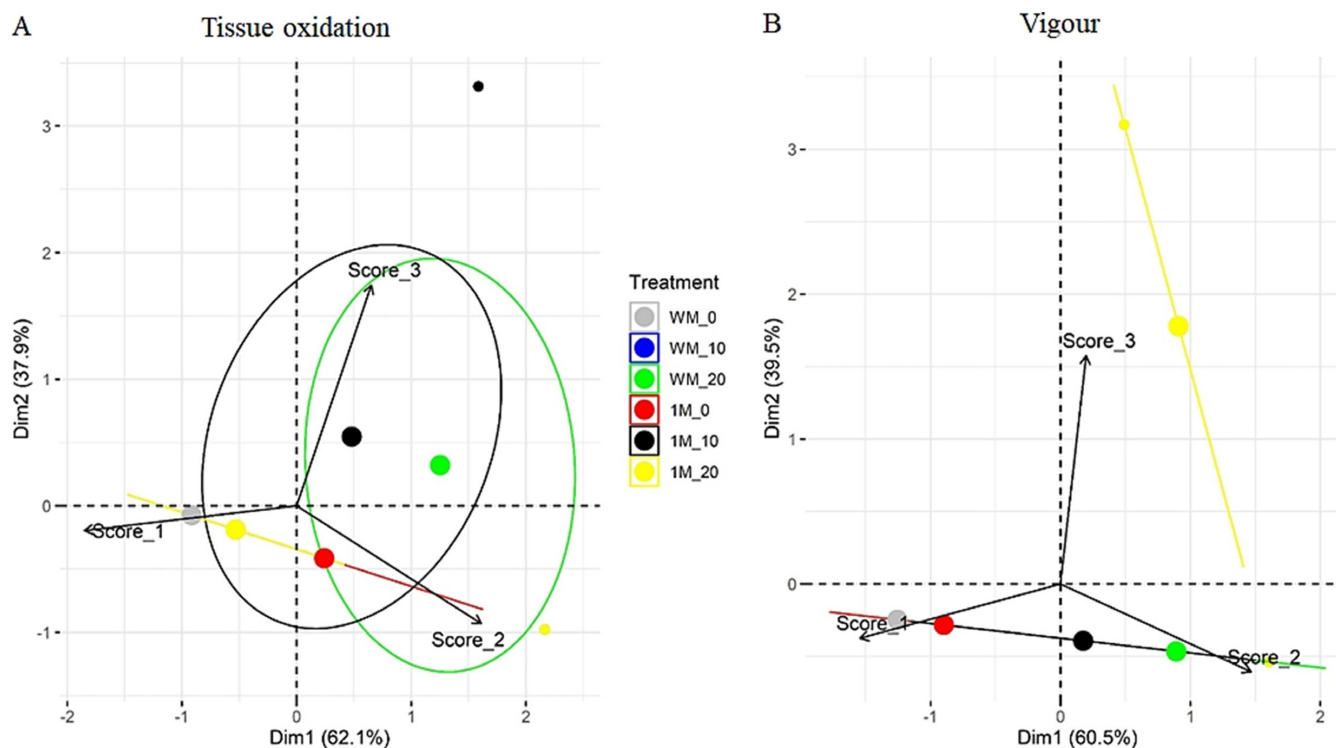 A
Tissue oxidation
3
2
1
0
-1
Dim2 (37.9%)
Score_3
Score_1
Score_2
-2
-1
0
1
2
Dim1 (62.1%)
Treatment
WM_0
WM_10
WM_20
1M_0
1M_10
1M_20
B
Vigour
3
2
1
0
Dim2 (39.5%)
Score_3
Score_1
Score_2
-1
0
1
2
Dim1 (60.5%)